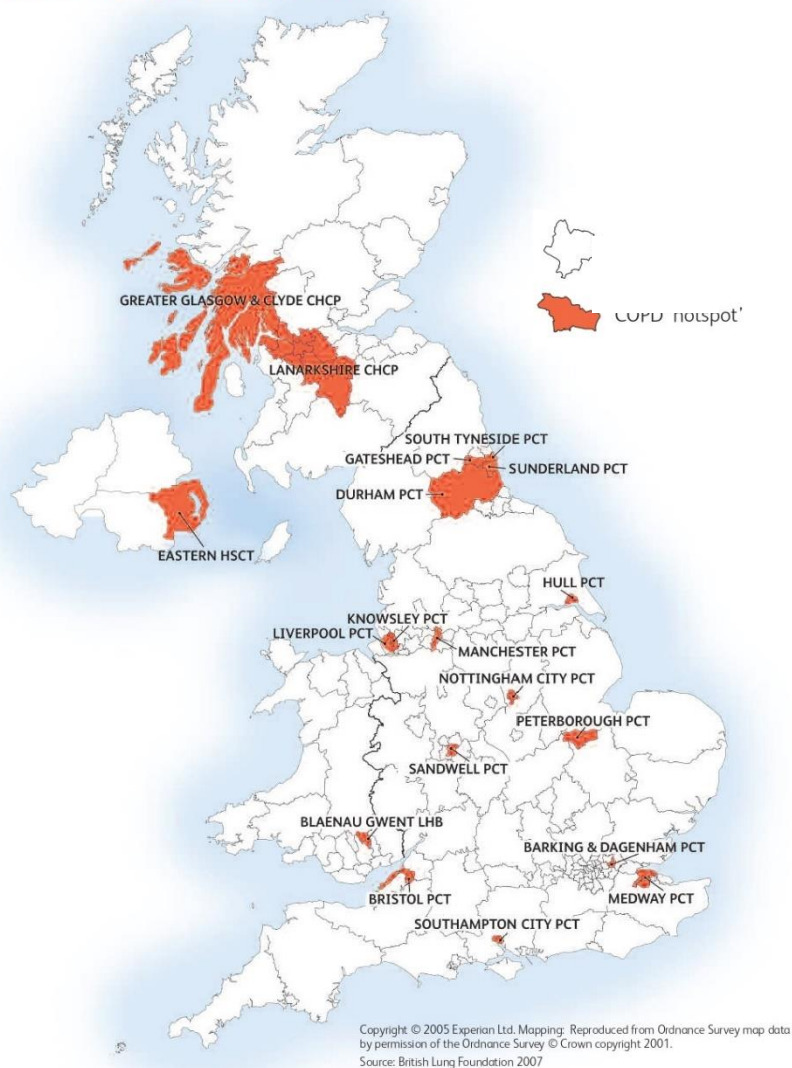 GREATER GLASGOW & CLYDE CHCP
COPD 'hotspot'
LANARKSHIRE CHCP
SOUTH TYNESIDE PCT
GATESHEAD PCT
SUNDERLAND PCT
DURHAM PCT
EASTERN HSCT
HULL PCT
KNOWSLEY PCT
LIVERPOOL PCT
MANCHESTER PCT
NOTTINGHAM CITY PCT
PETERBOROUGH PCT
SANDWELL PCT
BLAENAU GWENT LHB
BARKING & DAGENHAM PCT
BRISTOL PCT
MEDWAY PCT
SOUTHAMPTON CITY PCT
Copyright © 2005 Experian Ltd. Mapping: Reproduced from Ordnance Survey map data
by permission of the Ordnance Survey © Crown copyright 2001.
Source: British Lung Foundation 2007